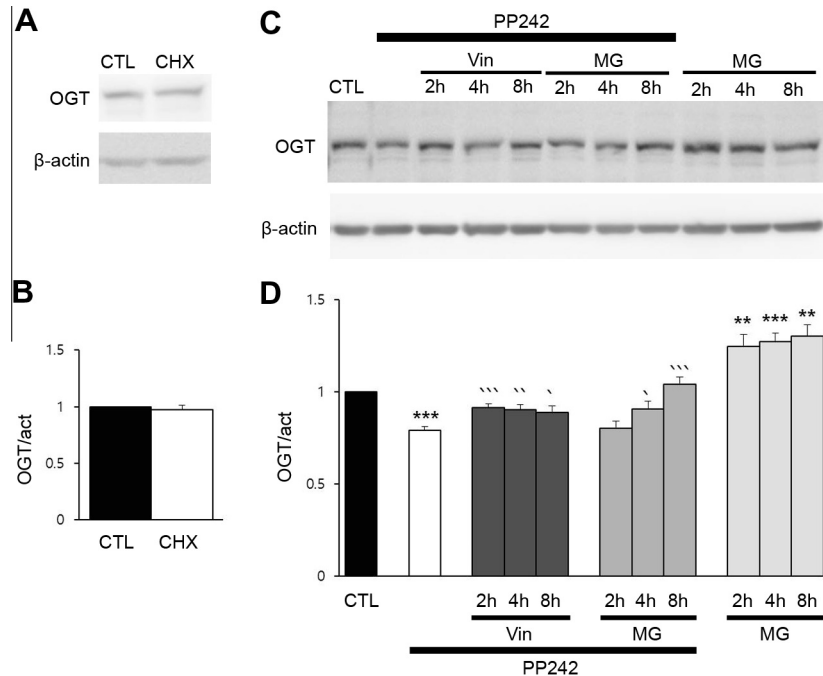 A
CTL CHX
OGT
β-actin
B
1.5
1
0.5
0
OGT/act
CTL CHX
C
PP242
Vin MG MG
CTL 2h 4h 8h 2h 4h 8h 2h 4h 8h
OGT
β-actin
D
1.5
1
0.5
0
OGT/act
***
‵‵‵ ‵‵ ‵
‵ ‵‵‵
** *** **
CTL 2h 4h 8h 2h 4h 8h 2h 4h 8h
Vin MG MG
PP242